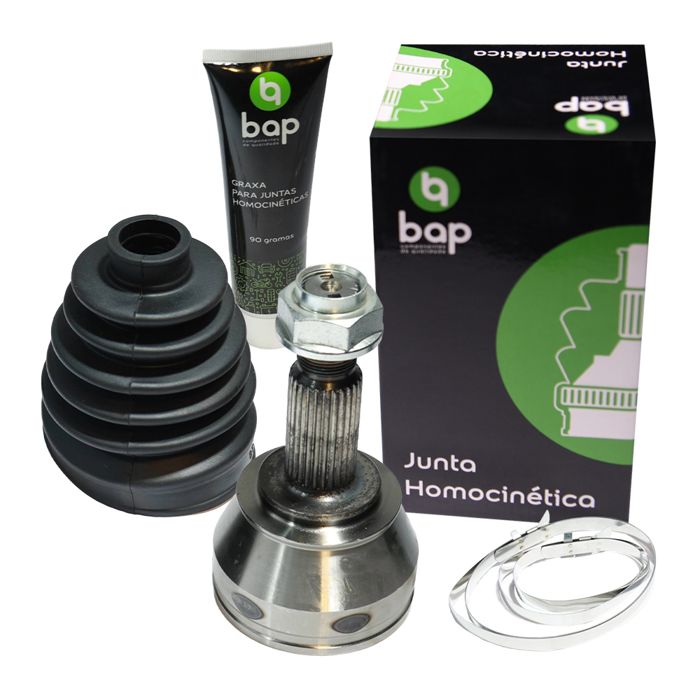 bap
componentes
de qualidade
GRAXA
PARA JUNTAS
HOMOCINÉTICAS
90 gramas
Junta
Homocinética
bap
bap
componentes
de qualidade
Junta
Homocinética